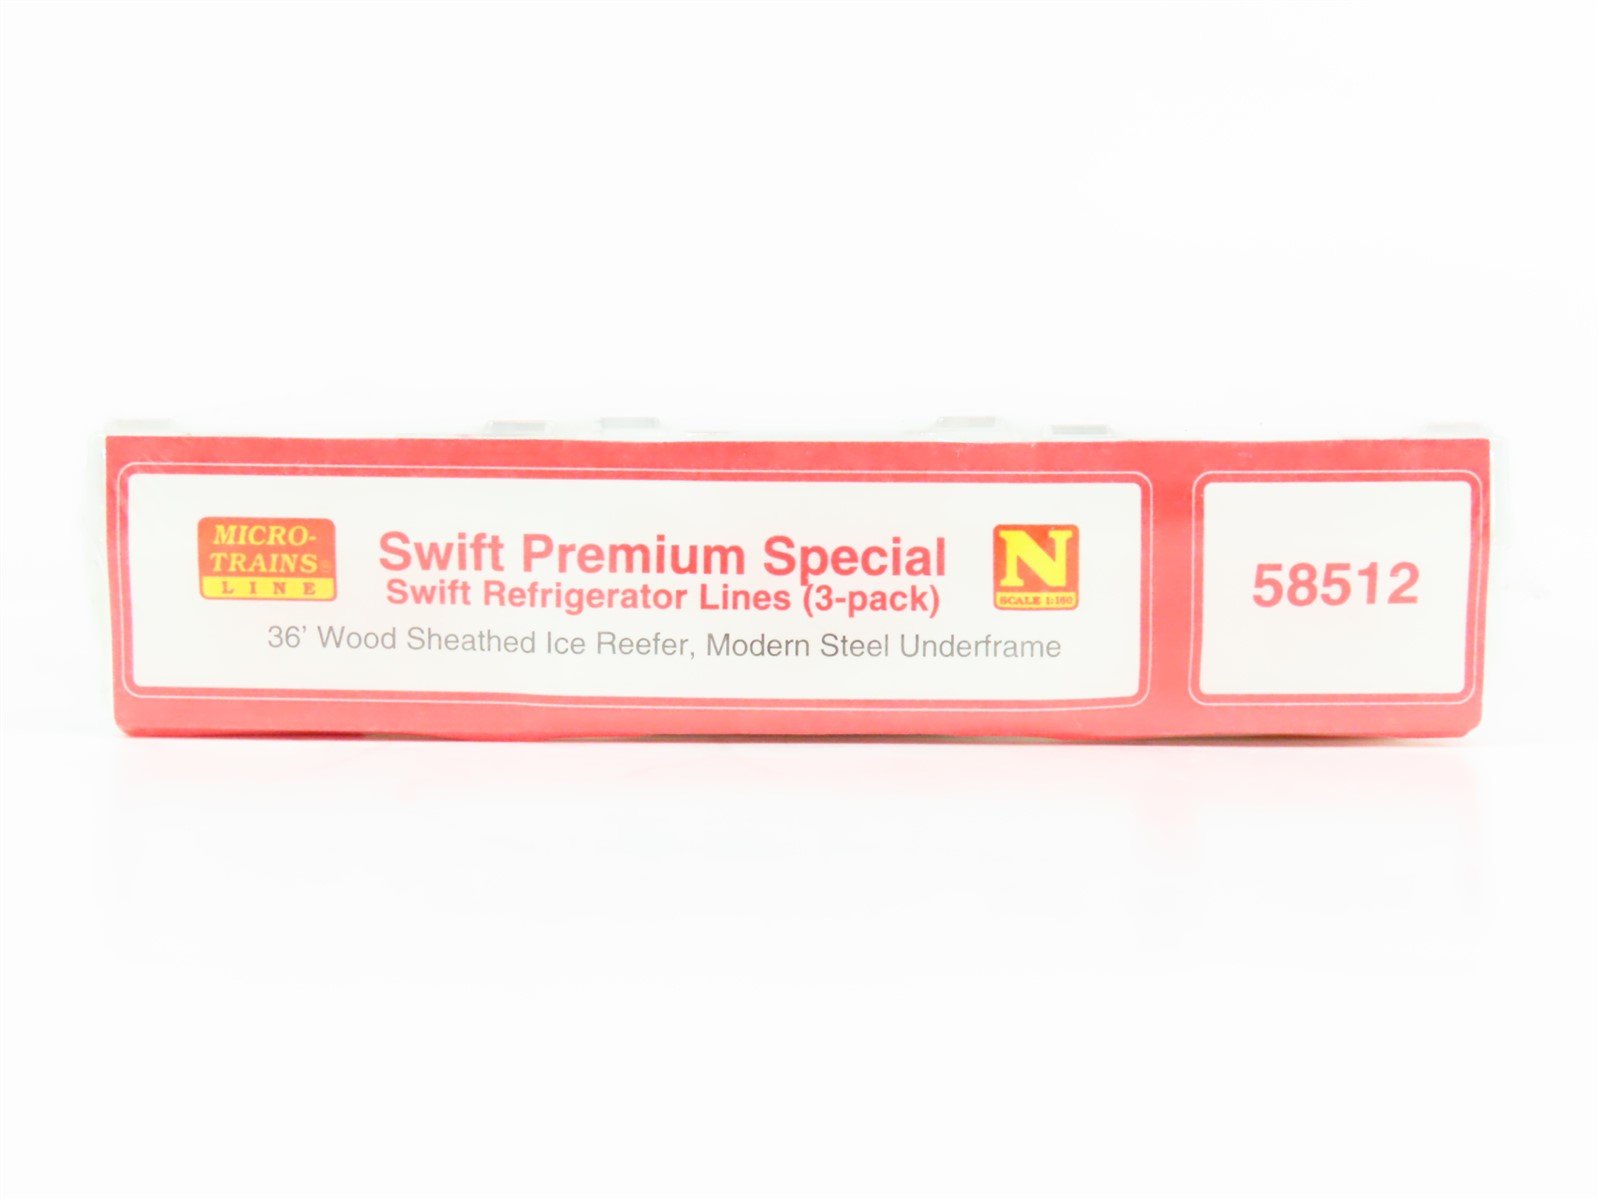 MICRO-
TRAINS®
LINE
Swift Premium Special
Swift Refrigerator Lines (3-pack)
36' Wood Sheathed Ice Reefer, Modern Steel Underframe
N
SCALE 1:160
58512